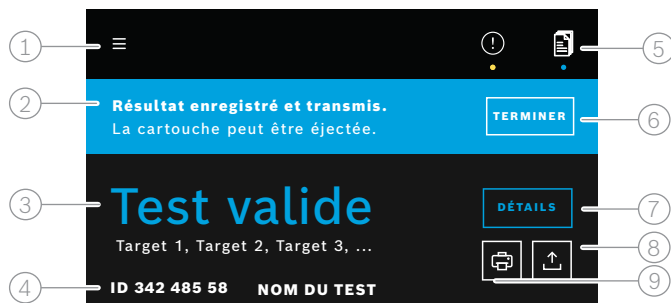 1
5
2
Résultat enregistré et transmis.
La cartouche peut être éjectée.
TERMINER
6
3
Test valide
Target 1, Target 2, Target 3, ...
DÉTAILS
7
8
4
ID 342 485 58 NOM DU TEST
9